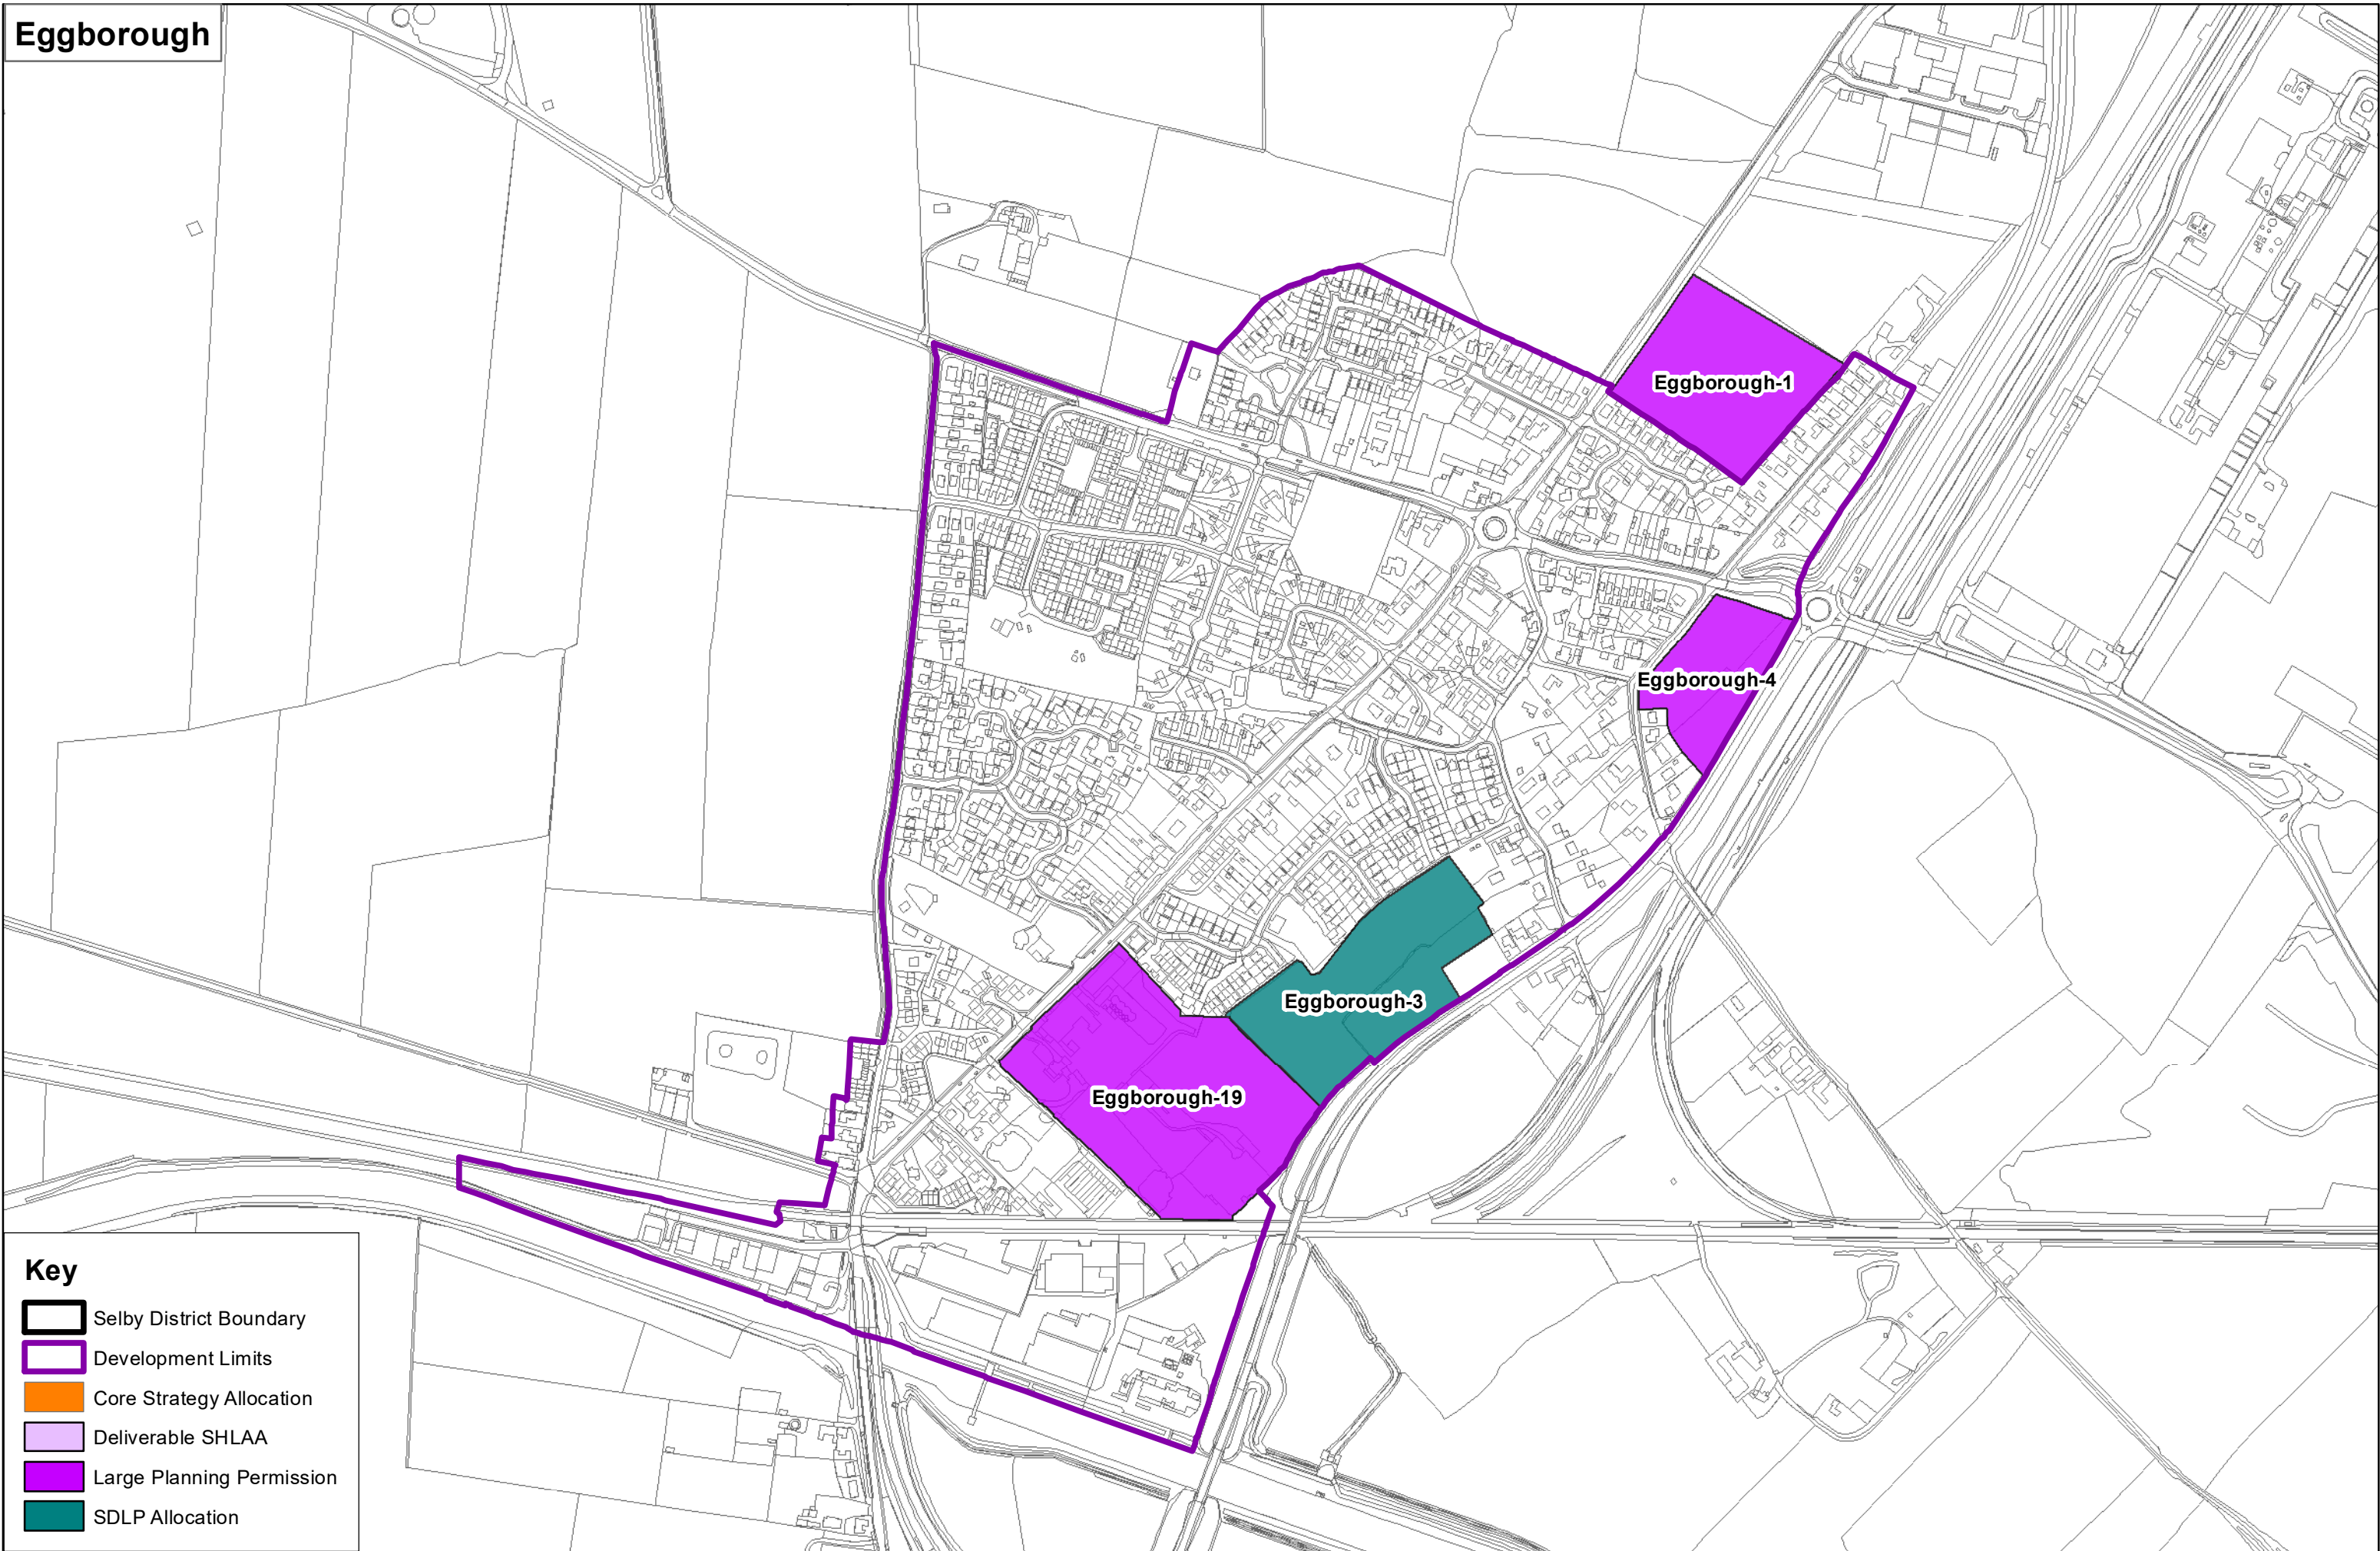 Eggborough
Eggborough-1
Eggborough-4
Eggborough-3
Eggborough-19
Key
Selby District Boundary
Development Limits
Core Strategy Allocation
Deliverable SHLAA
Large Planning Permission
SDLP Allocation